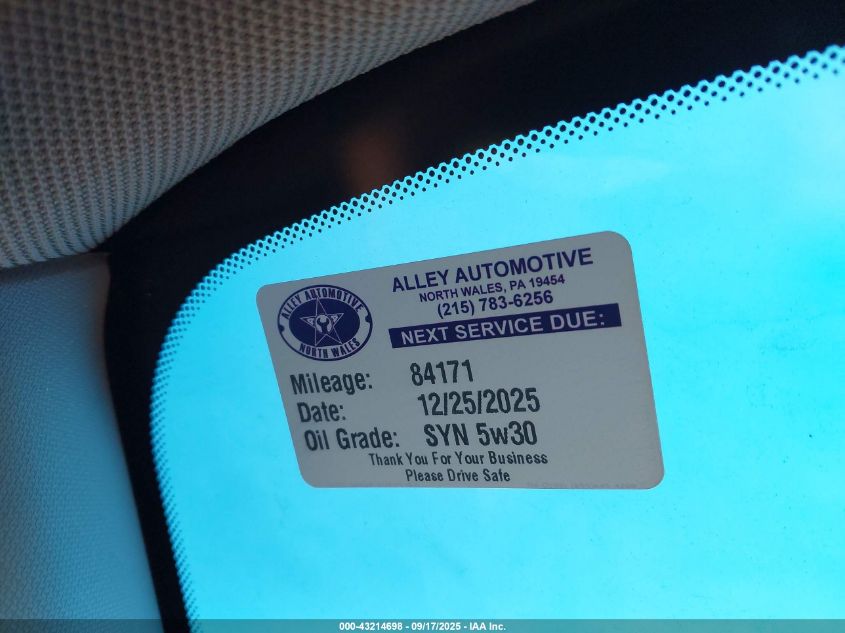 ALLEY AUTOMOTIVE
NORTH WALES
ALLEY AUTOMOTIVE
NORTH WALES, PA 19454
(215) 783-6256
NEXT SERVICE DUE:
Mileage: 84171
Date: 12/25/2025
Oil Grade: SYN 5w30
Thank You For Your Business
Please Drive Safe
000-43214698 - 09/17/2025 - IAA Inc.